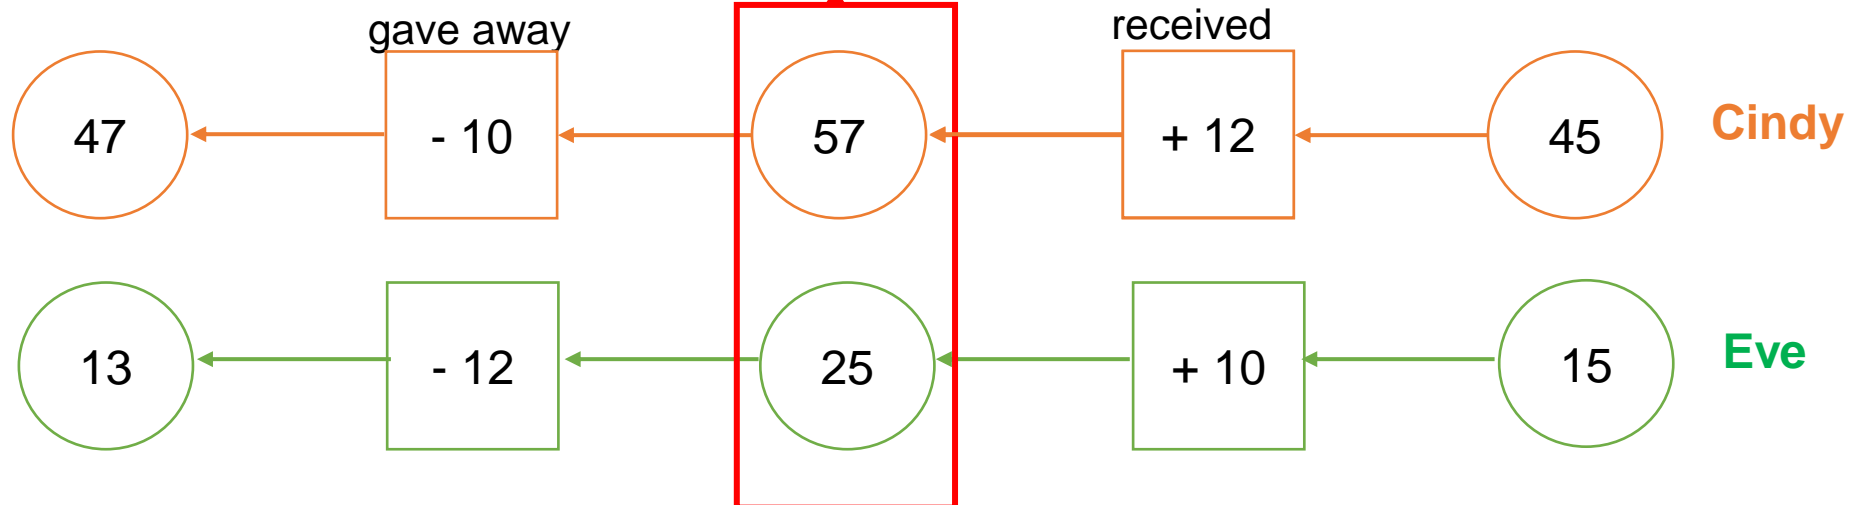 gave away received
47 - 10 57 + 12 45 Cindy
13 - 12 25 + 10 15 Eve